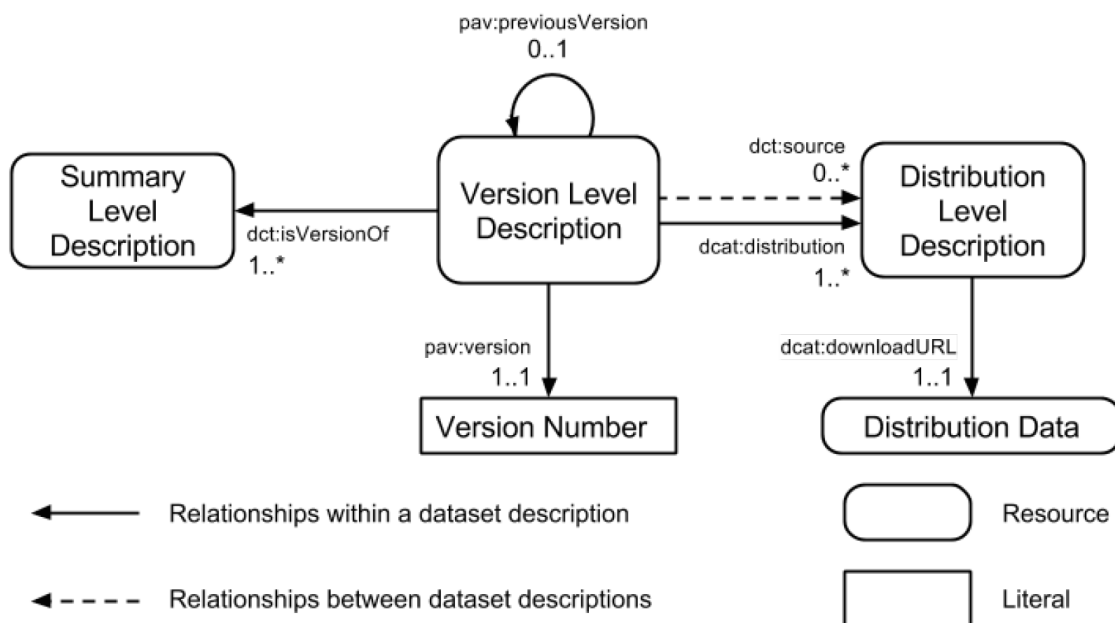 pav:previousVersion
0..1
Summary
Level
Description
dct:isVersionOf
1..*
Version Level
Description
dct:source
0..*
dcat:distribution
1..*
Distribution
Level
Description
pav:version
1..1
Version Number
dcat:downloadURL
1..1
Distribution Data
Relationships within a dataset description
Resource
Relationships between dataset descriptions
Literal